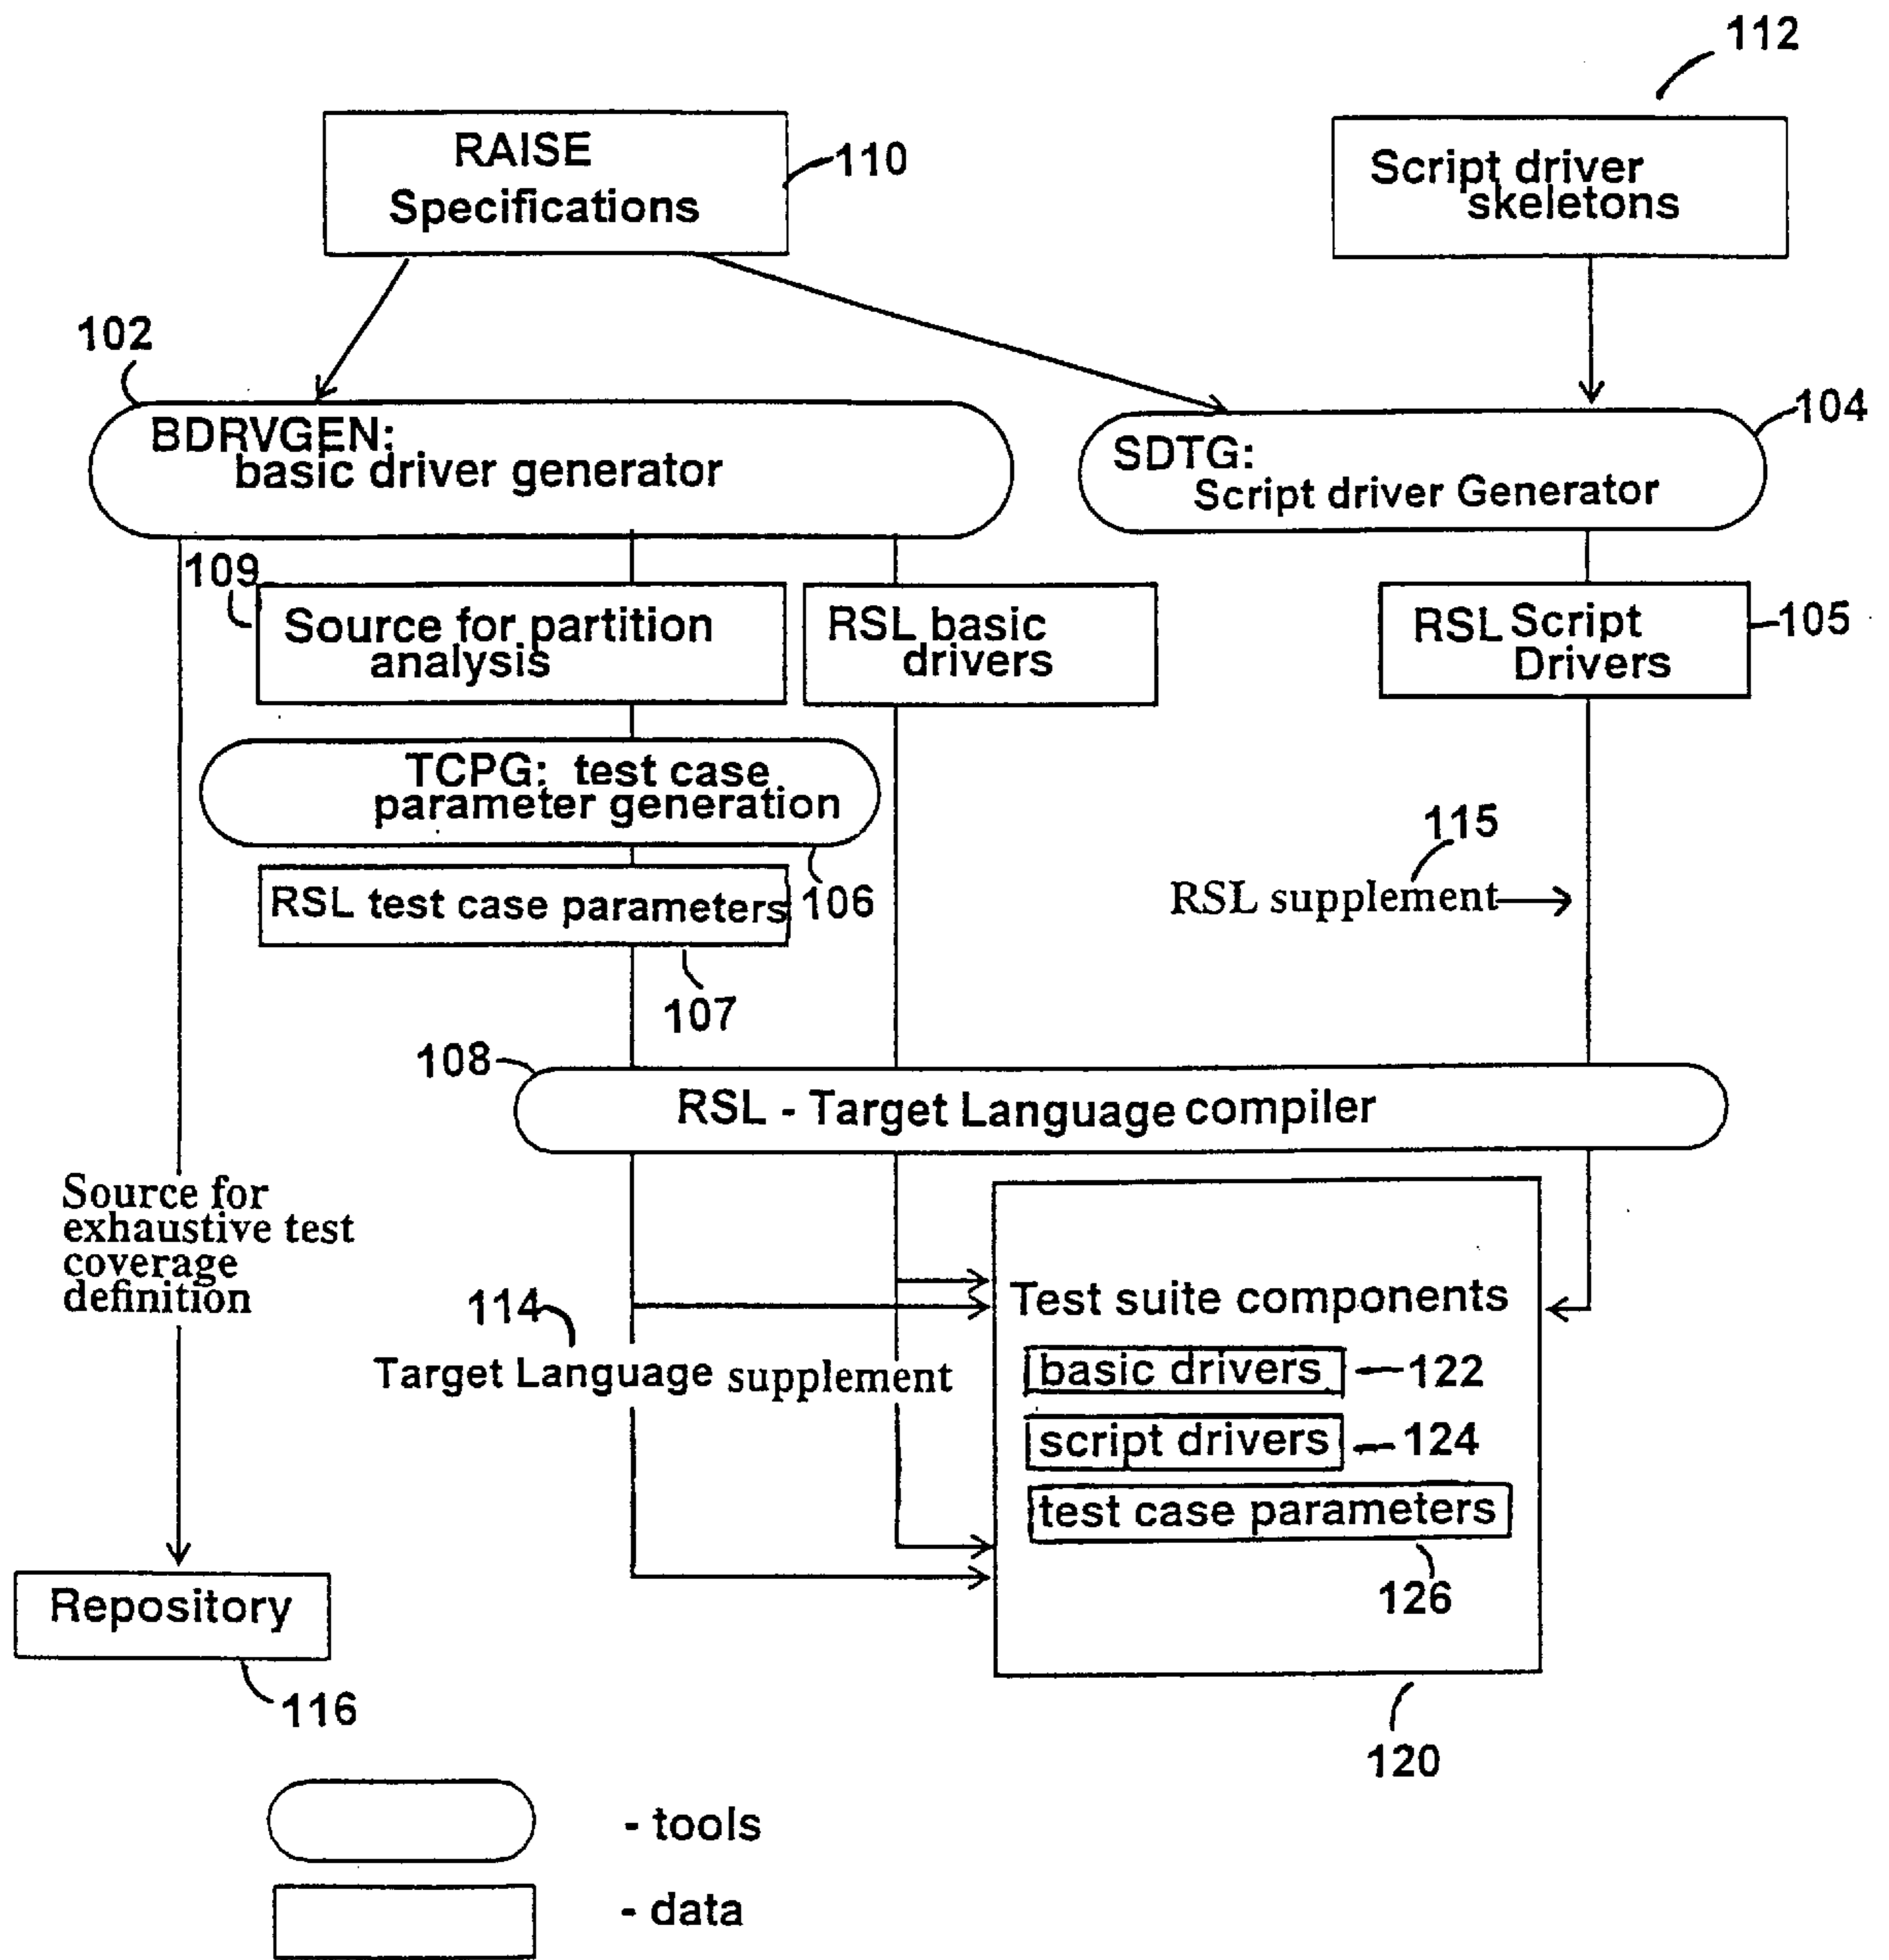 112
RAISE
Specifications
110
Script driver
skeletons
102
BDRVGEN:
basic driver generator
104
SDTG:
Script driver Generator
109
Source for partition
analysis
RSL basic
drivers
RSL Script
Drivers
105
TCPG: test case
parameter generation
106
RSL test case parameters
107
115
RSL supplement
108
RSL - Target Language compiler
Source for
exhaustive test
coverage
definition
114
Target Language supplement
Test suite components
basic drivers
122
script drivers
124
test case parameters
126
Repository
116
120
- tools
- data